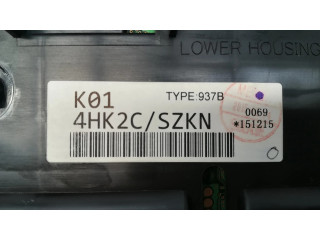 LOWER HOUSING
K01
TYPE:937B
4HK2C/SZKN
0069
*151215